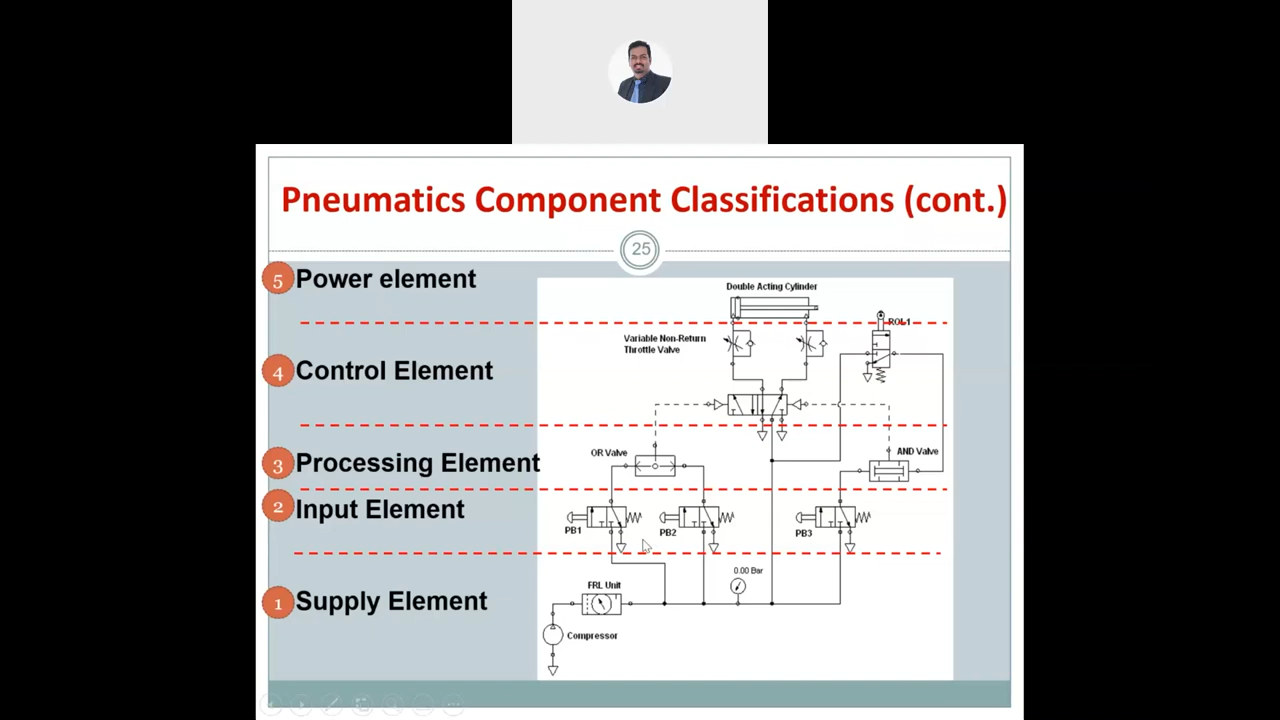 Pneumatics Component Classifications (cont.)
25
5 Power element
Double Acting Cylinder
ROL1
Variable Non-Return
Throttle Valve
4 Control Element
OR Valve
AND Valve
3 Processing Element
2 Input Element
PB1
PB2
PB3
0.00 Bar
FRL Unit
1 Supply Element
Compressor